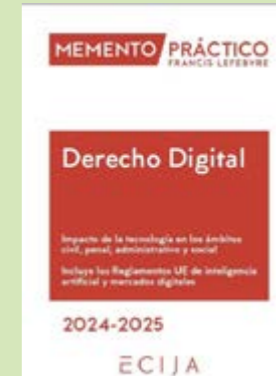 MEMENTO PRÁCTICO
FRANCIS LEFEBVRE
Derecho Digital
Impacto de la tecnología en los ámbitos
civil, penal, administrativo y social
Incluye los Reglamentos UE de inteligencia
artificial y mercados digitales
2024-2025
ECIJA